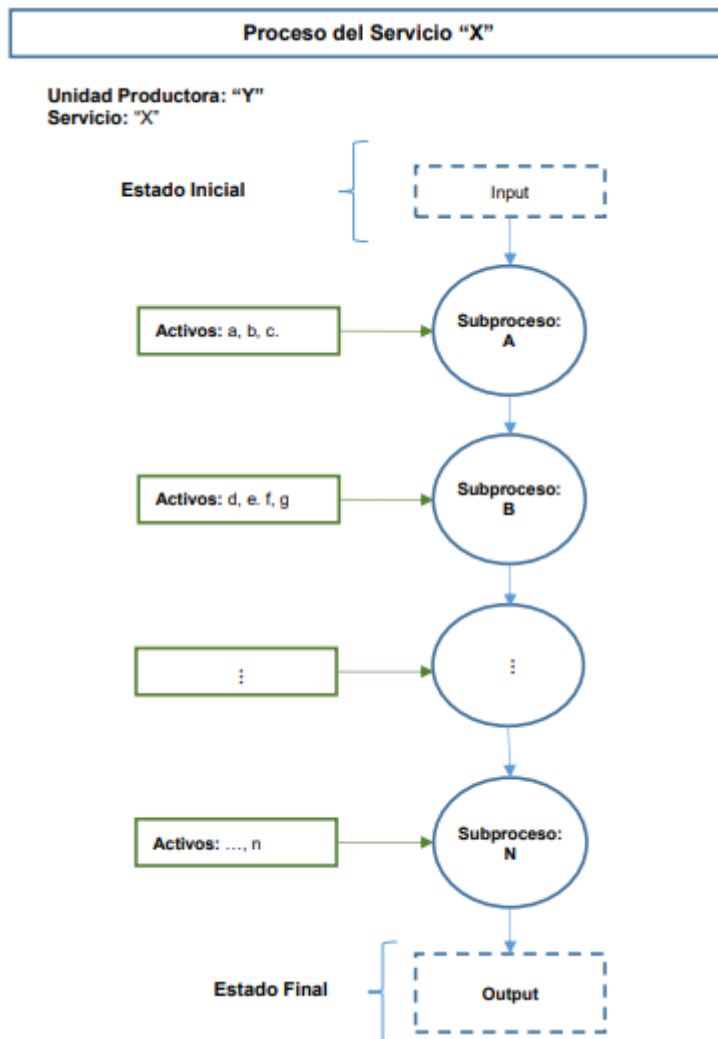 Proceso del Servicio “X”
Unidad Productora: “Y”
Servicio: “X”
Estado Inicial
Input
Activos: a, b, c.
Subproceso:
A
Activos: d, e. f, g
Subproceso:
B
⋮
⋮
Activos: …, n
Subproceso:
N
Estado Final
Output